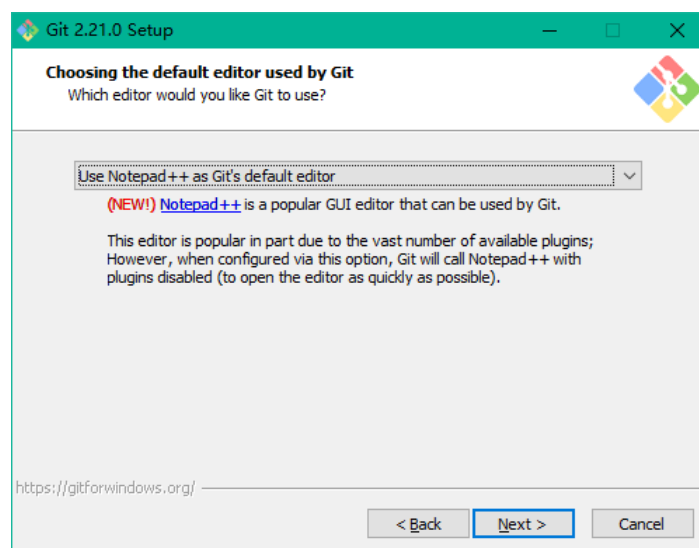 Git 2.21.0 Setup
Choosing the default editor used by Git
Which editor would you like Git to use?
Use Notepad++ as Git's default editor
(NEW!) Notepad++ is a popular GUI editor that can be used by Git.
This editor is popular in part due to the vast number of available plugins;
However, when configured via this option, Git will call Notepad++ with
plugins disabled (to open the editor as quickly as possible).
https://gitforwindows.org/
< Back
Next >
Cancel